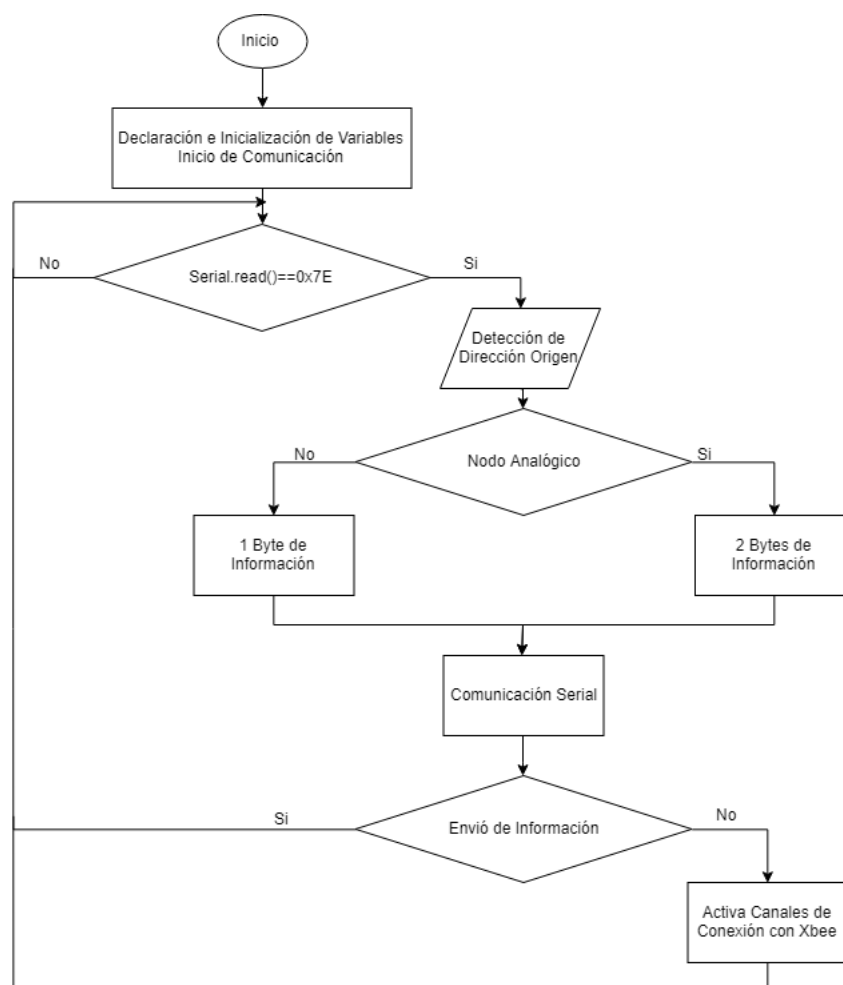 Inicio
Declaración e Inicialización de Variables
Inicio de Comunicación
No
Serial.read()==0x7E
Si
Detección de
Dirección Origen
No
Nodo Analógico
Si
1 Byte de
Información
2 Bytes de
Información
Comunicación Serial
Si
Envió de Información
No
Activa Canales de
Conexión con Xbee